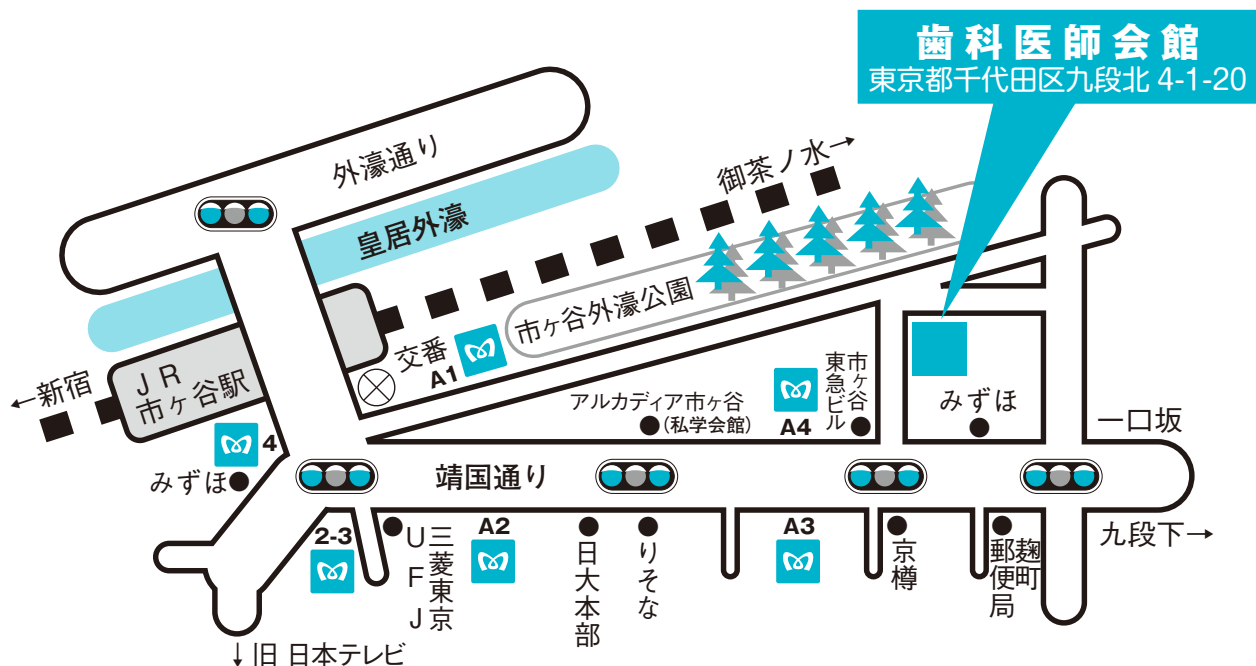 歯科医師会館
東京都千代田区九段北 4-1-20
外濠通り
皇居外濠
御茶ノ水→
市ヶ谷外濠公園
交番
A1
←新宿
JR
市ヶ谷駅
4
みずほ
アルカディア市ヶ谷
(私学会館)
A4
市ヶ谷
東急ビル
みずほ
一口坂
靖国通り
九段下→
2-3
三菱東京
UFJ
A2
日大本部
りそな
A3
京樽
麹町
郵便局
↓旧 日本テレビ